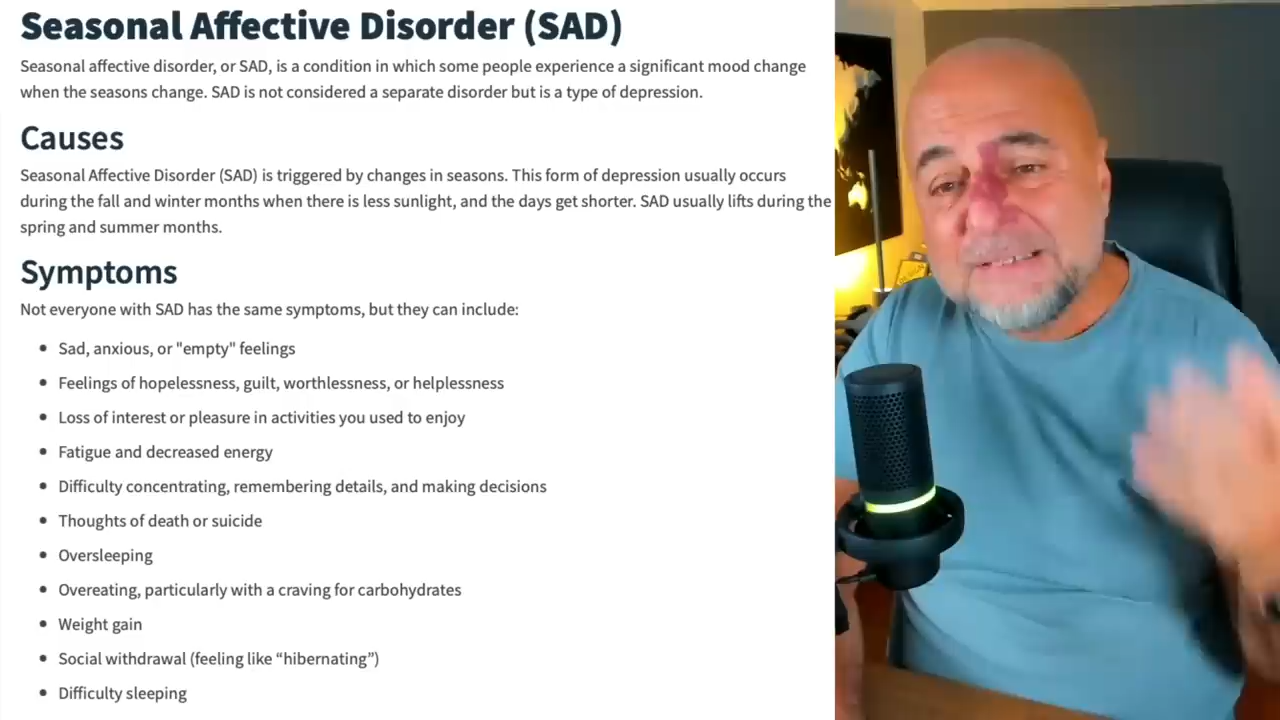 Seasonal Affective Disorder (SAD)
Seasonal affective disorder, or SAD, is a condition in which some people experience a significant mood change
when the seasons change. SAD is not considered a separate disorder but is a type of depression.
Causes
Seasonal Affective Disorder (SAD) is triggered by changes in seasons. This form of depression usually occurs
during the fall and winter months when there is less sunlight, and the days get shorter. SAD usually lifts during the
spring and summer months.
Symptoms
Not everyone with SAD has the same symptoms, but they can include:
• Sad, anxious, or "empty" feelings
• Feelings of hopelessness, guilt, worthlessness, or helplessness
• Loss of interest or pleasure in activities you used to enjoy
• Fatigue and decreased energy
• Difficulty concentrating, remembering details, and making decisions
• Thoughts of death or suicide
• Oversleeping
• Overeating, particularly with a craving for carbohydrates
• Weight gain
• Social withdrawal (feeling like “hibernating”)
• Difficulty sleeping